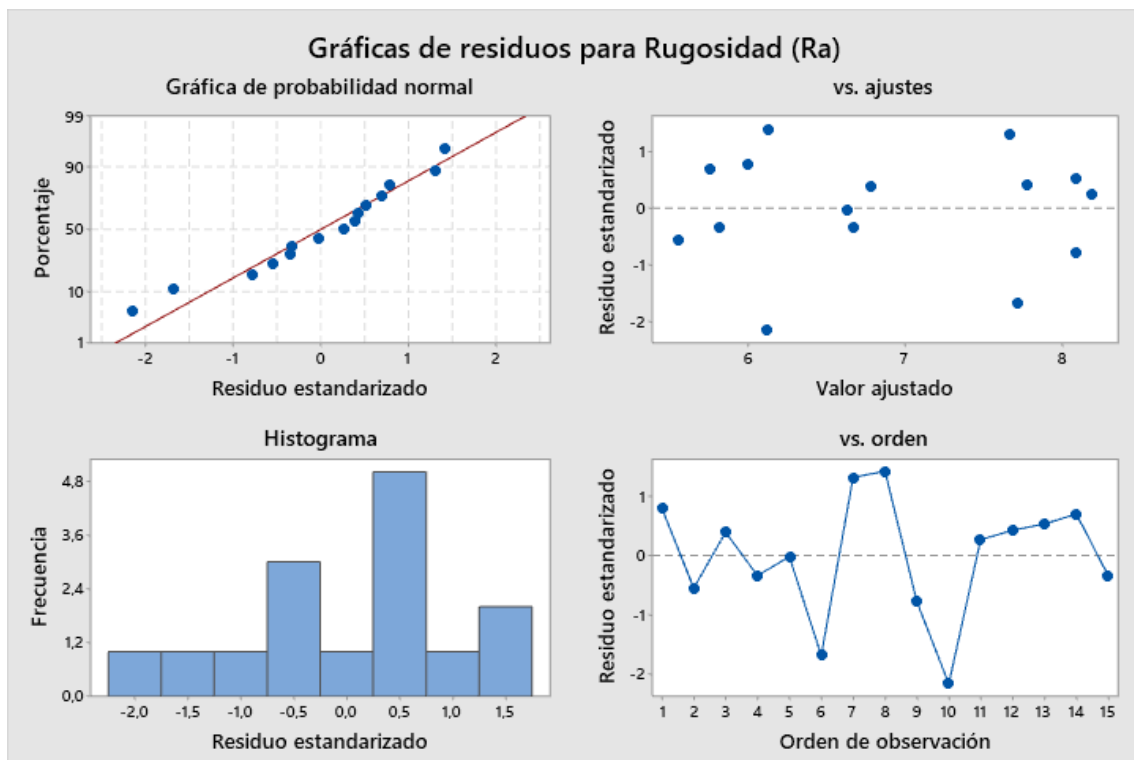 Gráficas de residuos para Rugosidad (Ra)
Gráfica de probabilidad normal
99
90
50
10
1
Porcentaje
-2 -1 0 1 2
Residuo estandarizado
vs. ajustes
1
0
-1
-2
Residuo estandarizado
6 7 8
Valor ajustado
Histograma
4,8
3,6
2,4
1,2
0,0
Frecuencia
-2,0 -1,5 -1,0 -0,5 0,0 0,5 1,0 1,5
Residuo estandarizado
vs. orden
1
0
-1
-2
Residuo estandarizado
1 2 3 4 5 6 7 8 9 10 11 12 13 14 15
Orden de observación